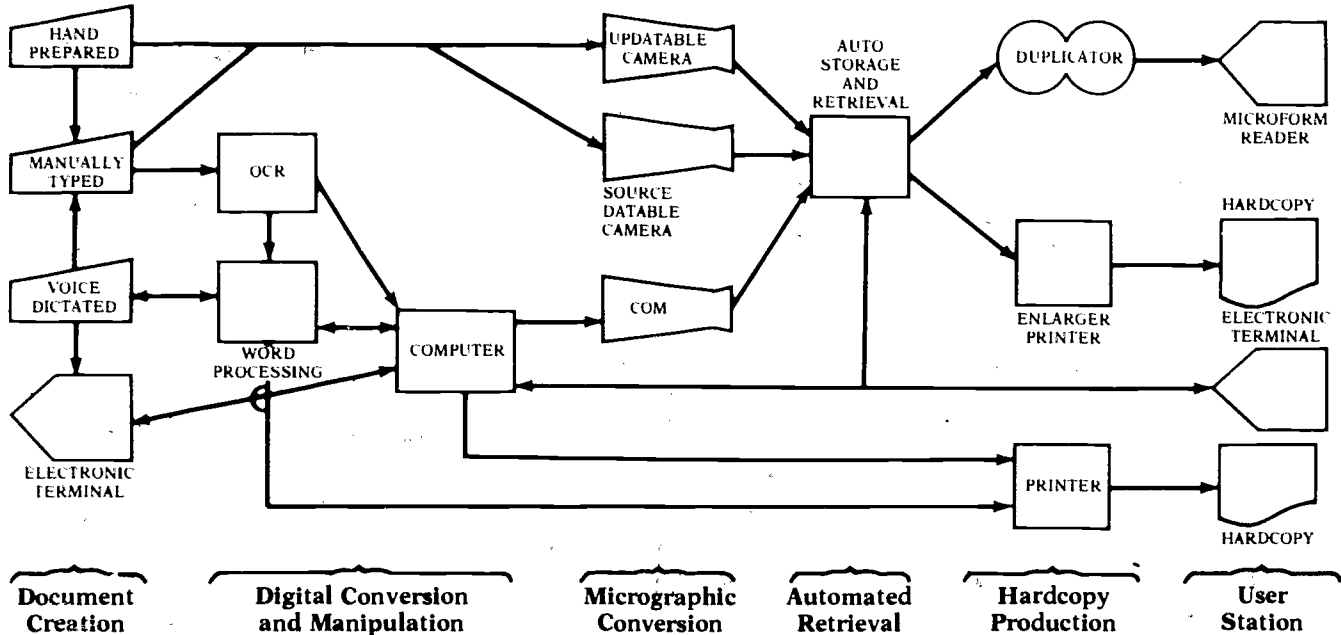 HAND
PREPARED
MANUALLY
TYPED
VOICE
DICTATED
ELECTRONIC
TERMINAL
OCR
WORD
PROCESSING
COMPUTER
UPDATABLE
CAMERA
SOURCE
DATABLE
CAMERA
COM
AUTO
STORAGE
AND
RETRIEVAL
DUPLICATOR
ENLARGER
PRINTER
PRINTER
MICROFORM
READER
HARDCOPY
ELECTRONIC
TERMINAL
HARDCOPY
Document
Creation
Digital Conversion
and Manipulation
Micrographic
Conversion
Automated
Retrieval
Hardcopy
Production
User
Station